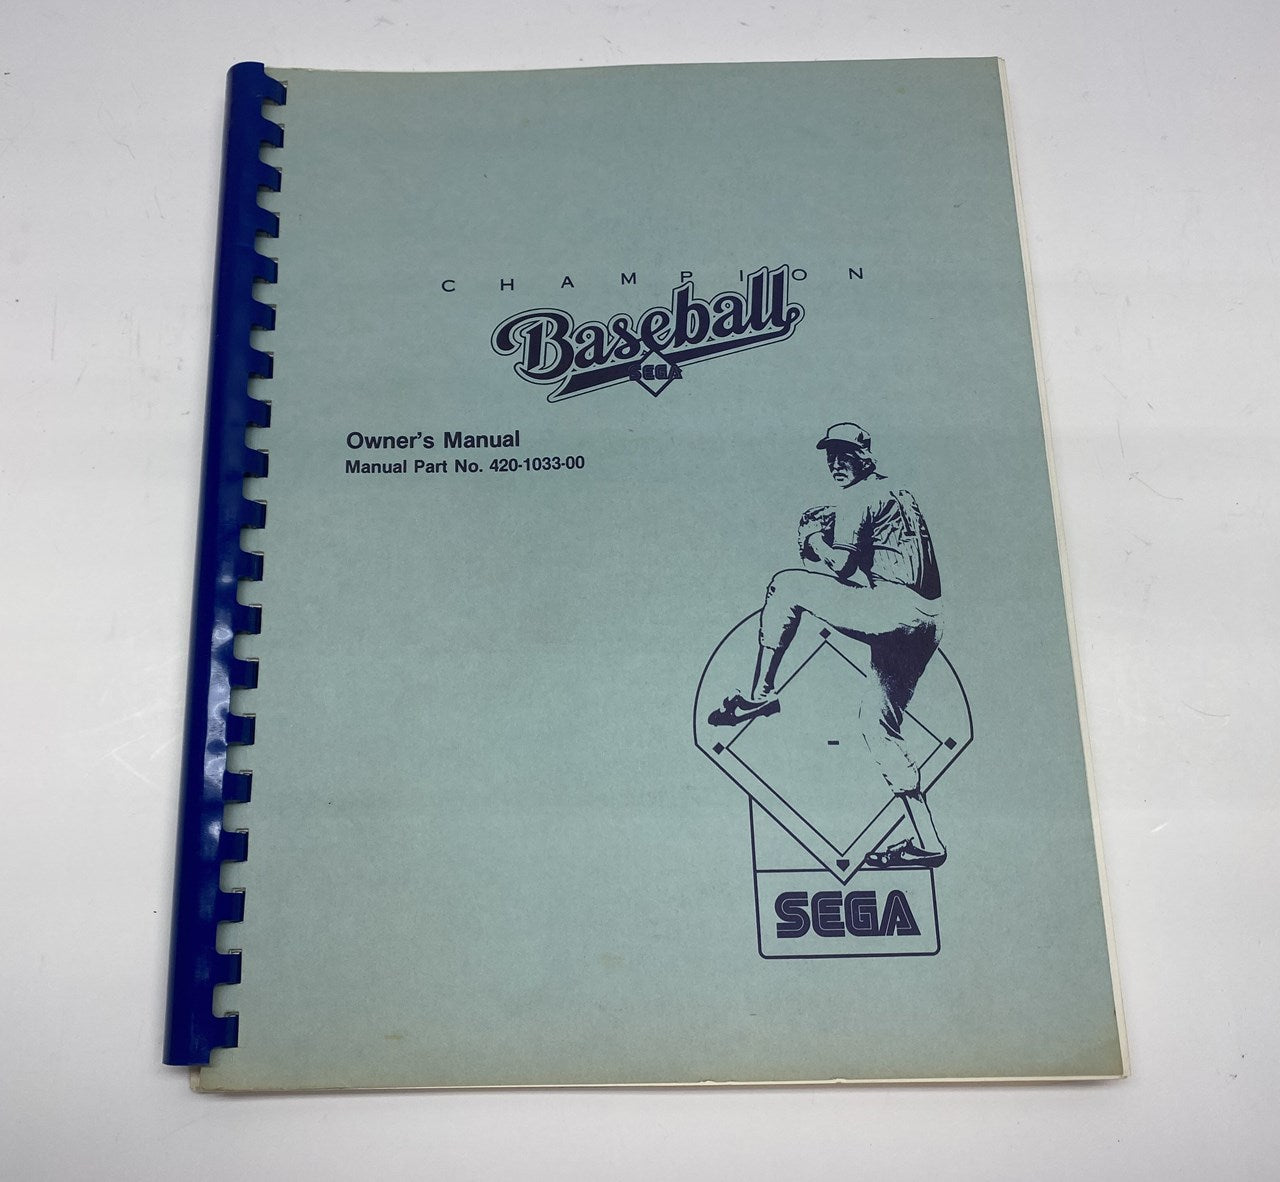 CHAMPION
Baseball
SEGA
Owner's Manual
Manual Part No. 420-1033-00
SEGA